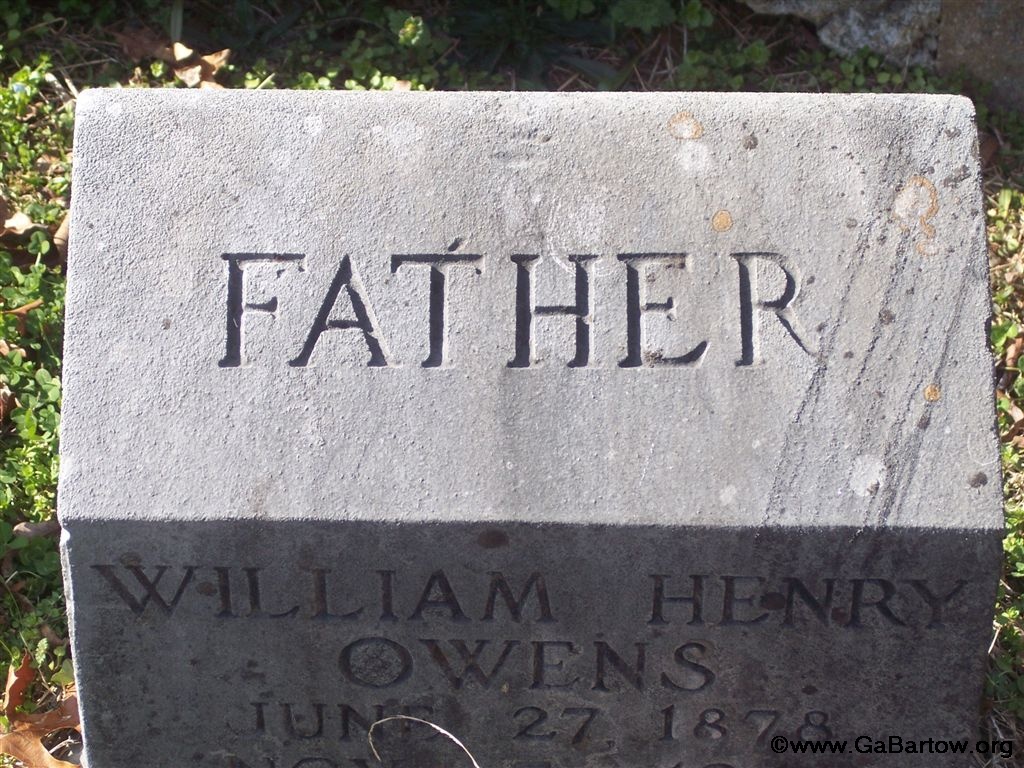 FATHER
WILLIAM HENRY
OWENS
JUNE 27, 1878
©www.GaBartow.org